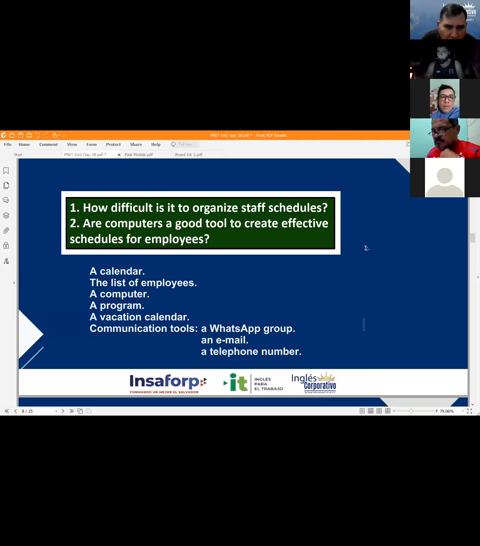 File Home Comment View Form Protect Share Help
Start
1. How difficult is it to organize staff schedules?
2. Are computers a good tool to create effective
schedules for employees?
A calendar.
The list of employees.
A computer.
A program.
A vacation calendar.
Communication tools: a WhatsApp group.
an e-mail.
a telephone number.
Insaforp
FORMANDO UN MEJOR EL SALVADOR
it
INGLÉS
PARA
EL TRABAJO
Inglés
Corporativo